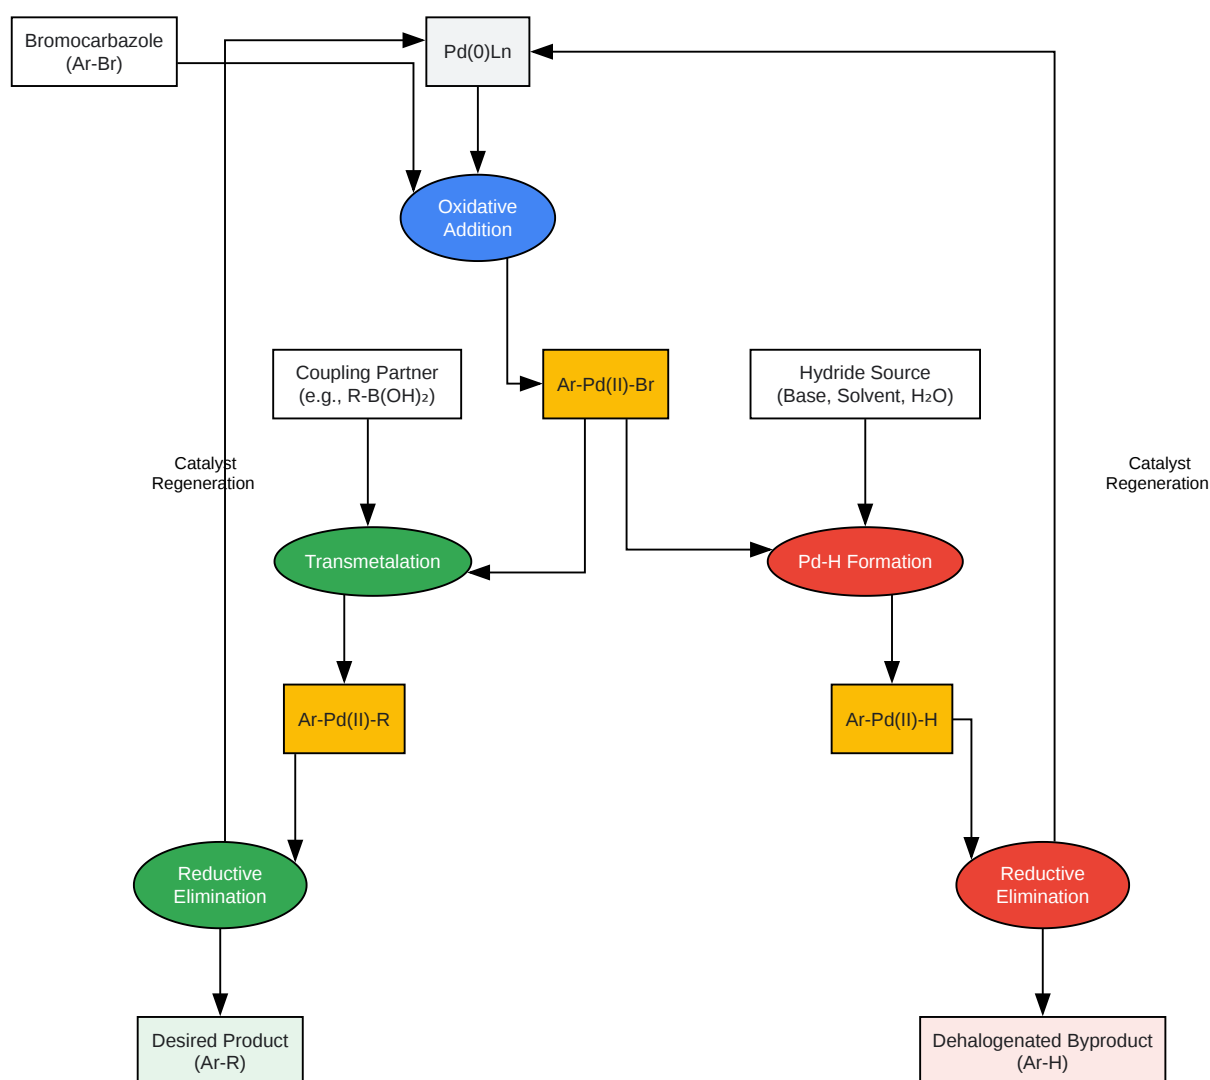 Bromocarbazole
(Ar-Br)
Pd(0)Ln
Oxidative
Addition
Coupling Partner
(e.g., R-B(OH)₂)
Ar-Pd(II)-Br
Hydride Source
(Base, Solvent, H₂O)
Catalyst
Regeneration
Catalyst
Regeneration
Transmetalation
Pd-H Formation
Ar-Pd(II)-R
Ar-Pd(II)-H
Reductive
Elimination
Reductive
Elimination
Desired Product
(Ar-R)
Dehalogenated Byproduct
(Ar-H)